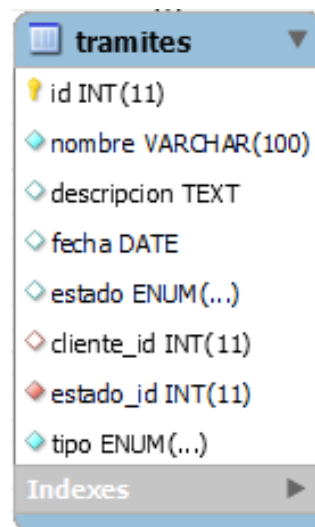 tramites
id INT(11)
nombre VARCHAR(100)
descripcion TEXT
fecha DATE
estado ENUM(...)
cliente_id INT(11)
estado_id INT(11)
tipo ENUM(...)
Indexes